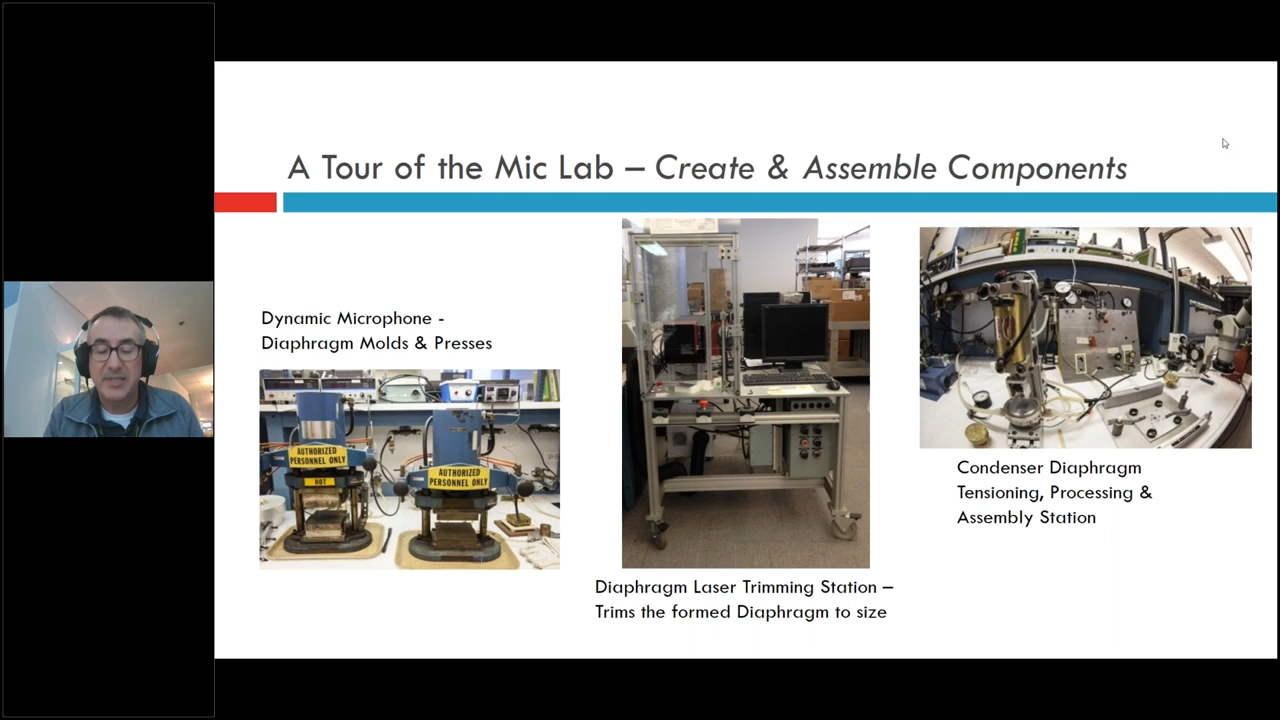 A Tour of the Mic Lab – Create & Assemble Components
Dynamic Microphone -
Diaphragm Molds & Presses
AUTHORIZED
PERSONNEL ONLY
HOT
AUTHORIZED
PERSONNEL ONLY
Diaphragm Laser Trimming Station –
Trims the formed Diaphragm to size
Condenser Diaphragm
Tensioning, Processing &
Assembly Station